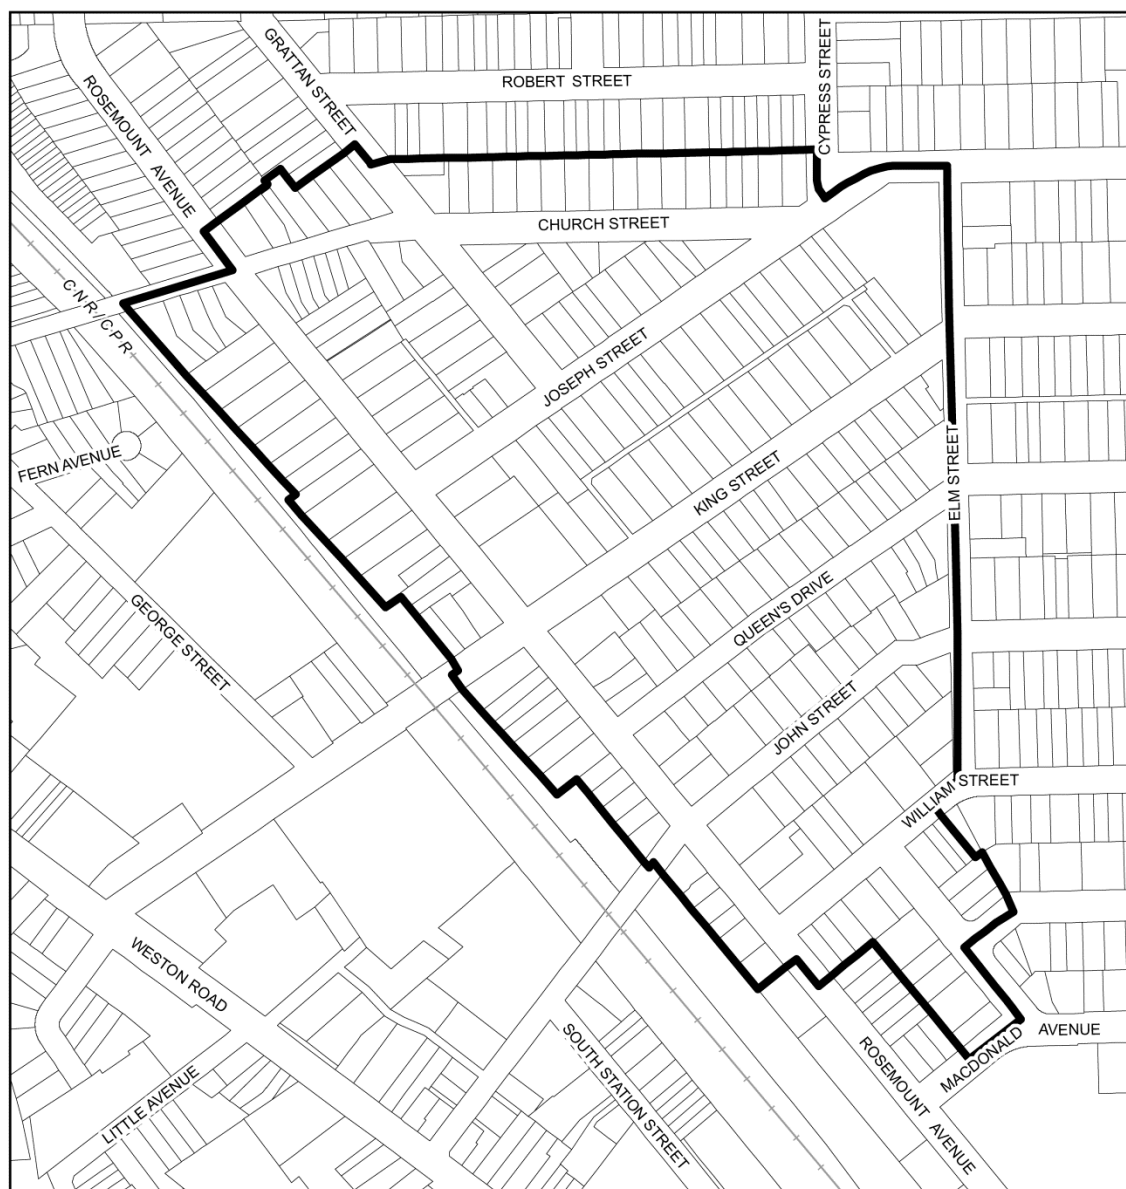 GRATTAN STREET
CYPRESS STREET
ROBERT STREET
ROSEMOUNT AVENUE
CHURCH STREET
C N R / C P R
JOSEPH STREET
FERN AVENUE
KING STREET
ELM STREET
QUEEN'S DRIVE
GEORGE STREET
JOHN STREET
WILLIAM STREET
WESTON ROAD
SOUTH STATION STREET
MACDONALD AVENUE
ROSEMOUNT AVENUE
LITTLE AVENUE